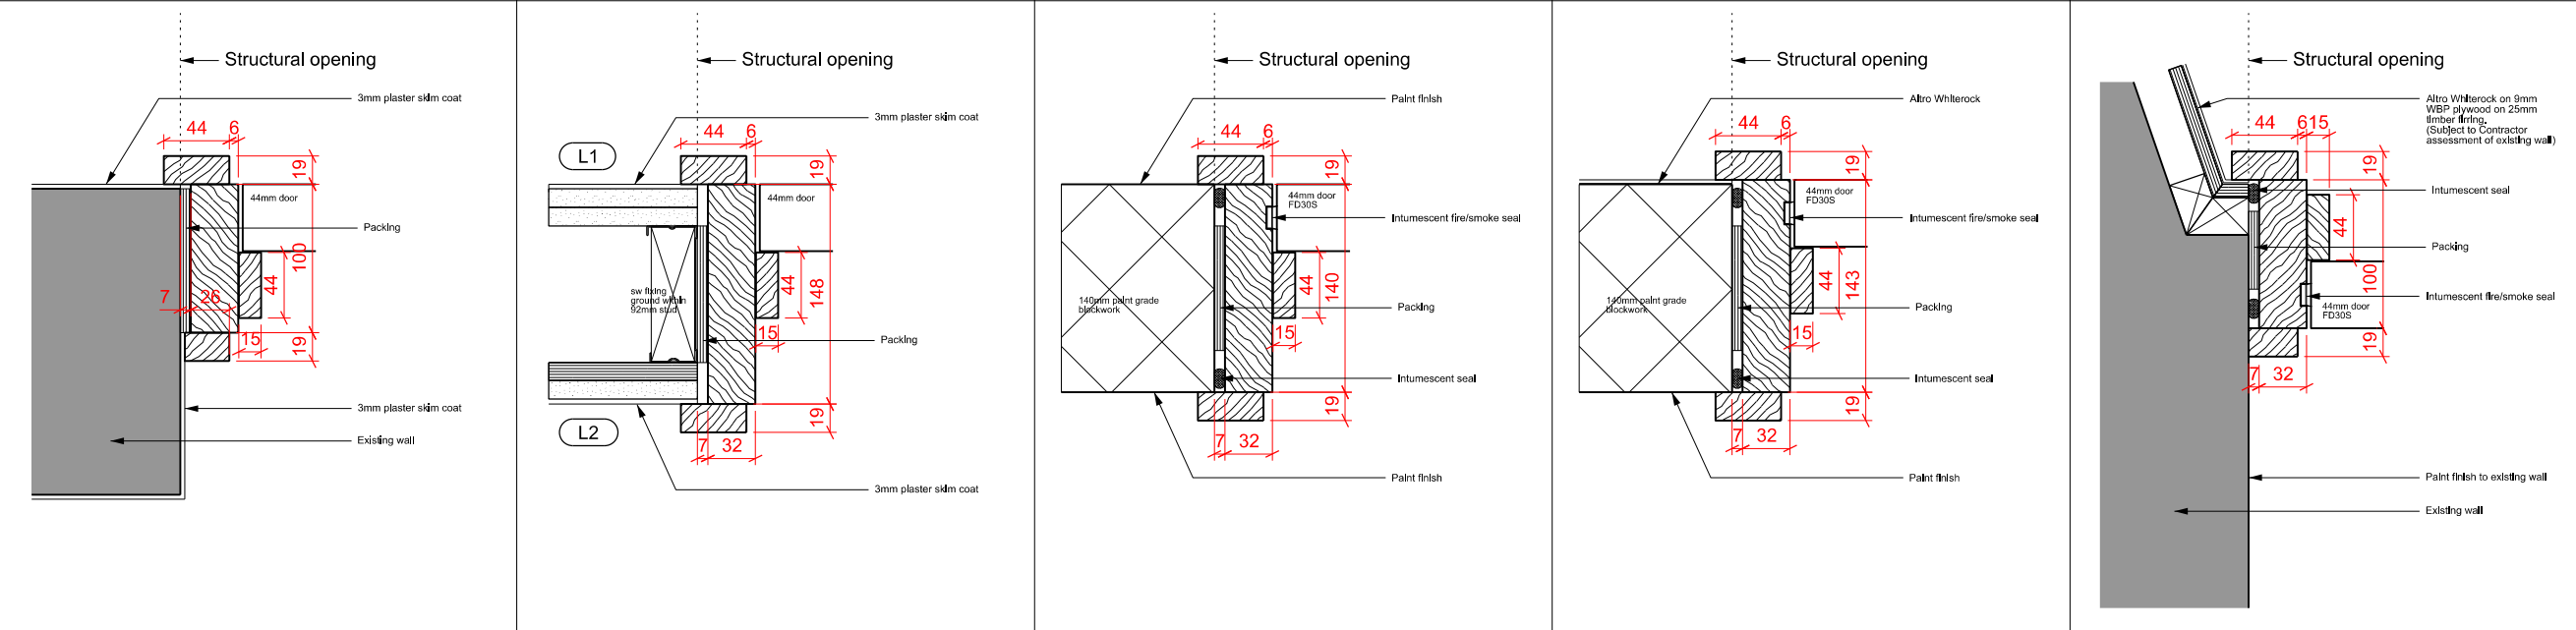 Structural opening
3mm plaster skim coat
44
6
19
44mm door
Packing
100
44
7
26
15
19
3mm plaster skim coat
Existing wall
Structural opening
3mm plaster skim coat
L1
44
6
19
44mm door
44
148
sw fixing
ground within
92mm stud
15
Packing
19
L2
7
32
3mm plaster skim coat
Structural opening
Paint finish
44
6
19
44mm door
FD30S
Intumescent fire/smoke seal
44
140
140mm paint grade
blockwork
Packing
15
Intumescent seal
19
7
32
Paint finish
Structural opening
Altro Whiterock
44
6
19
44mm door
FD30S
Intumescent fire/smoke seal
44
143
140mm paint grade
blockwork
Packing
15
Intumescent seal
19
7
32
Paint finish
Structural opening
Altro Whiterock on 9mm
WBP plywood on 25mm
timber firring.
(Subject to Contractor
assessment of existing wall)
44
6
15
19
Intumescent seal
44
Packing
100
Intumescent fire/smoke seal
44mm door
FD30S
19
7
32
Paint finish to existing wall
Existing wall